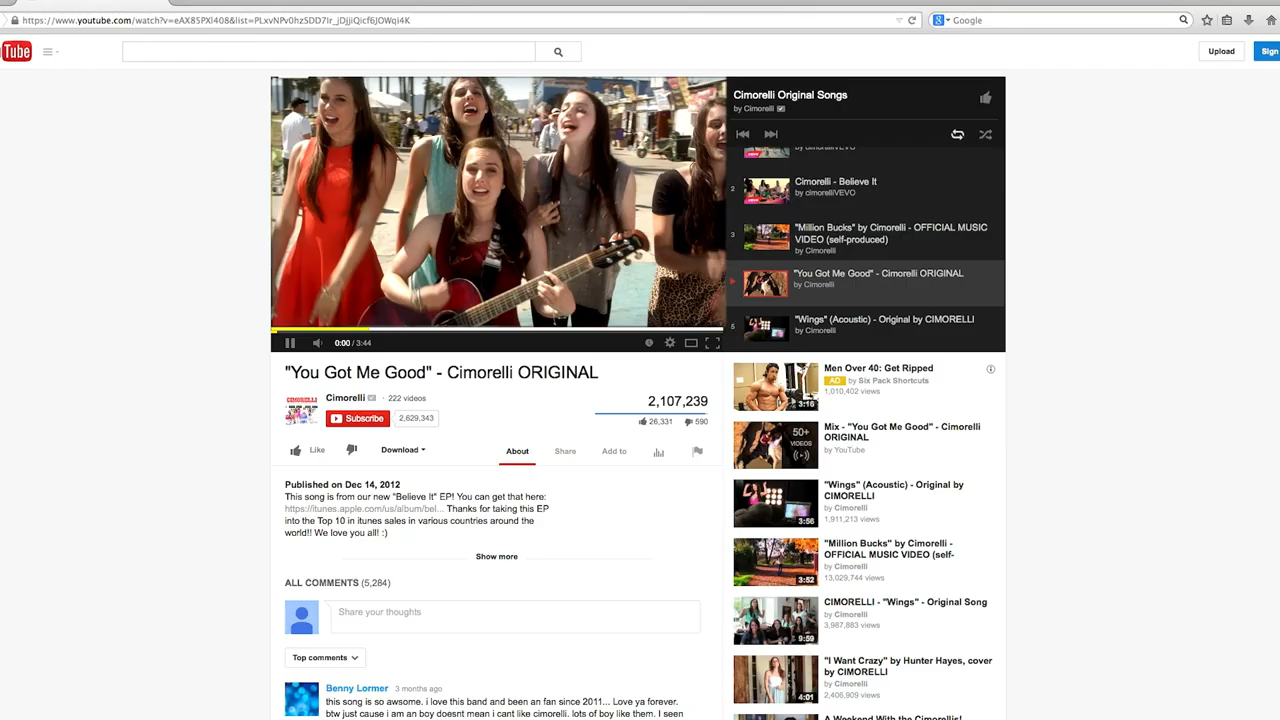 https://www.youtube.com/watch?v=eAX85PXl408&list=PLxvNPv0hzSDD7Ir_jDjjiQicf6JOWqi4K
Google
Tube
Upload
Sign
Cimorelli Original Songs
by Cimorelli
by cimorelliVEVO
2
Cimorelli - Believe It
by cimorelliVEVO
3
"Million Bucks" by Cimorelli - OFFICIAL MUSIC
VIDEO (self-produced)
by Cimorelli
"You Got Me Good" - Cimorelli ORIGINAL
by Cimorelli
5
"Wings" (Acoustic) - Original by CIMORELLI
by Cimorelli
0:00 / 3:44
"You Got Me Good" - Cimorelli ORIGINAL
CIMORELLI
Cimorelli · 222 videos
Subscribe 2,629,343
2,107,239
26,331 590
Like
Download
About
Share
Add to
Published on Dec 14, 2012
This song is from our new "Believe It" EP! You can get that here:
https://itunes.apple.com/us/album/bel... Thanks for taking this EP
into the Top 10 in itunes sales in various countries around the
world!! We love you all! :)
Show more
ALL COMMENTS (5,284)
Share your thoughts
Top comments
Benny Lormer 3 months ago
this song is so awsome. i love this band and been an fan since 2011... Love ya forever.
btw just cause i am an boy doesnt mean i cant like cimorelli. lots of boy like them. I seen
Men Over 40: Get Ripped
AD by Six Pack Shortcuts
1,010,402 views
3:16
Mix - "You Got Me Good" - Cimorelli
ORIGINAL
by YouTube
50+
VIDEOS
"Wings" (Acoustic) - Original by
CIMORELLI
by Cimorelli
1,911,213 views
3:56
"Million Bucks" by Cimorelli -
OFFICIAL MUSIC VIDEO (self-
by Cimorelli
13,029,744 views
3:52
CIMORELLI - "Wings" - Original Song
by Cimorelli
3,987,883 views
9:59
"I Want Crazy" by Hunter Hayes, cover
by CIMORELLI
by Cimorelli
2,406,909 views
4:01
A Weekend With the Cimorellis!